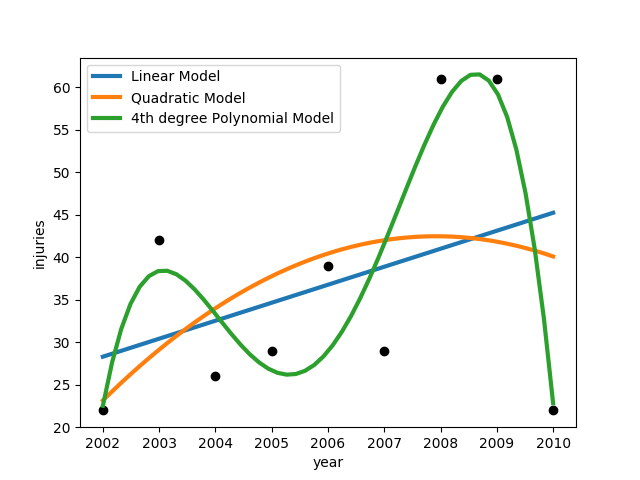 Linear Model
Quadratic Model
4th degree Polynomial Model
60
55
50
45
40
35
30
25
20
injuries
2002 2003 2004 2005 2006 2007 2008 2009 2010
year